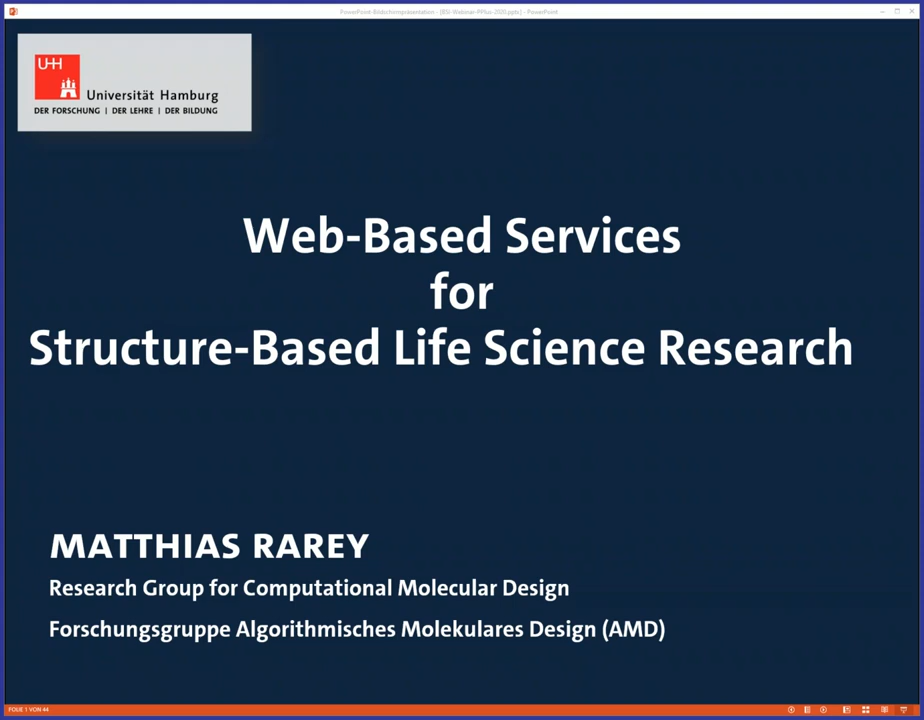 PowerPoint-Bildschirmpräsentation - [BSI-Webinar-PPlus-2020.pptx] - PowerPoint
UHH
Universität Hamburg
DER FORSCHUNG | DER LEHRE | DER BILDUNG
Web-Based Services
for
Structure-Based Life Science Research
MATTHIAS RAREY
Research Group for Computational Molecular Design
Forschungsgruppe Algorithmisches Molekulares Design (AMD)
FOLIE 1 VON 44